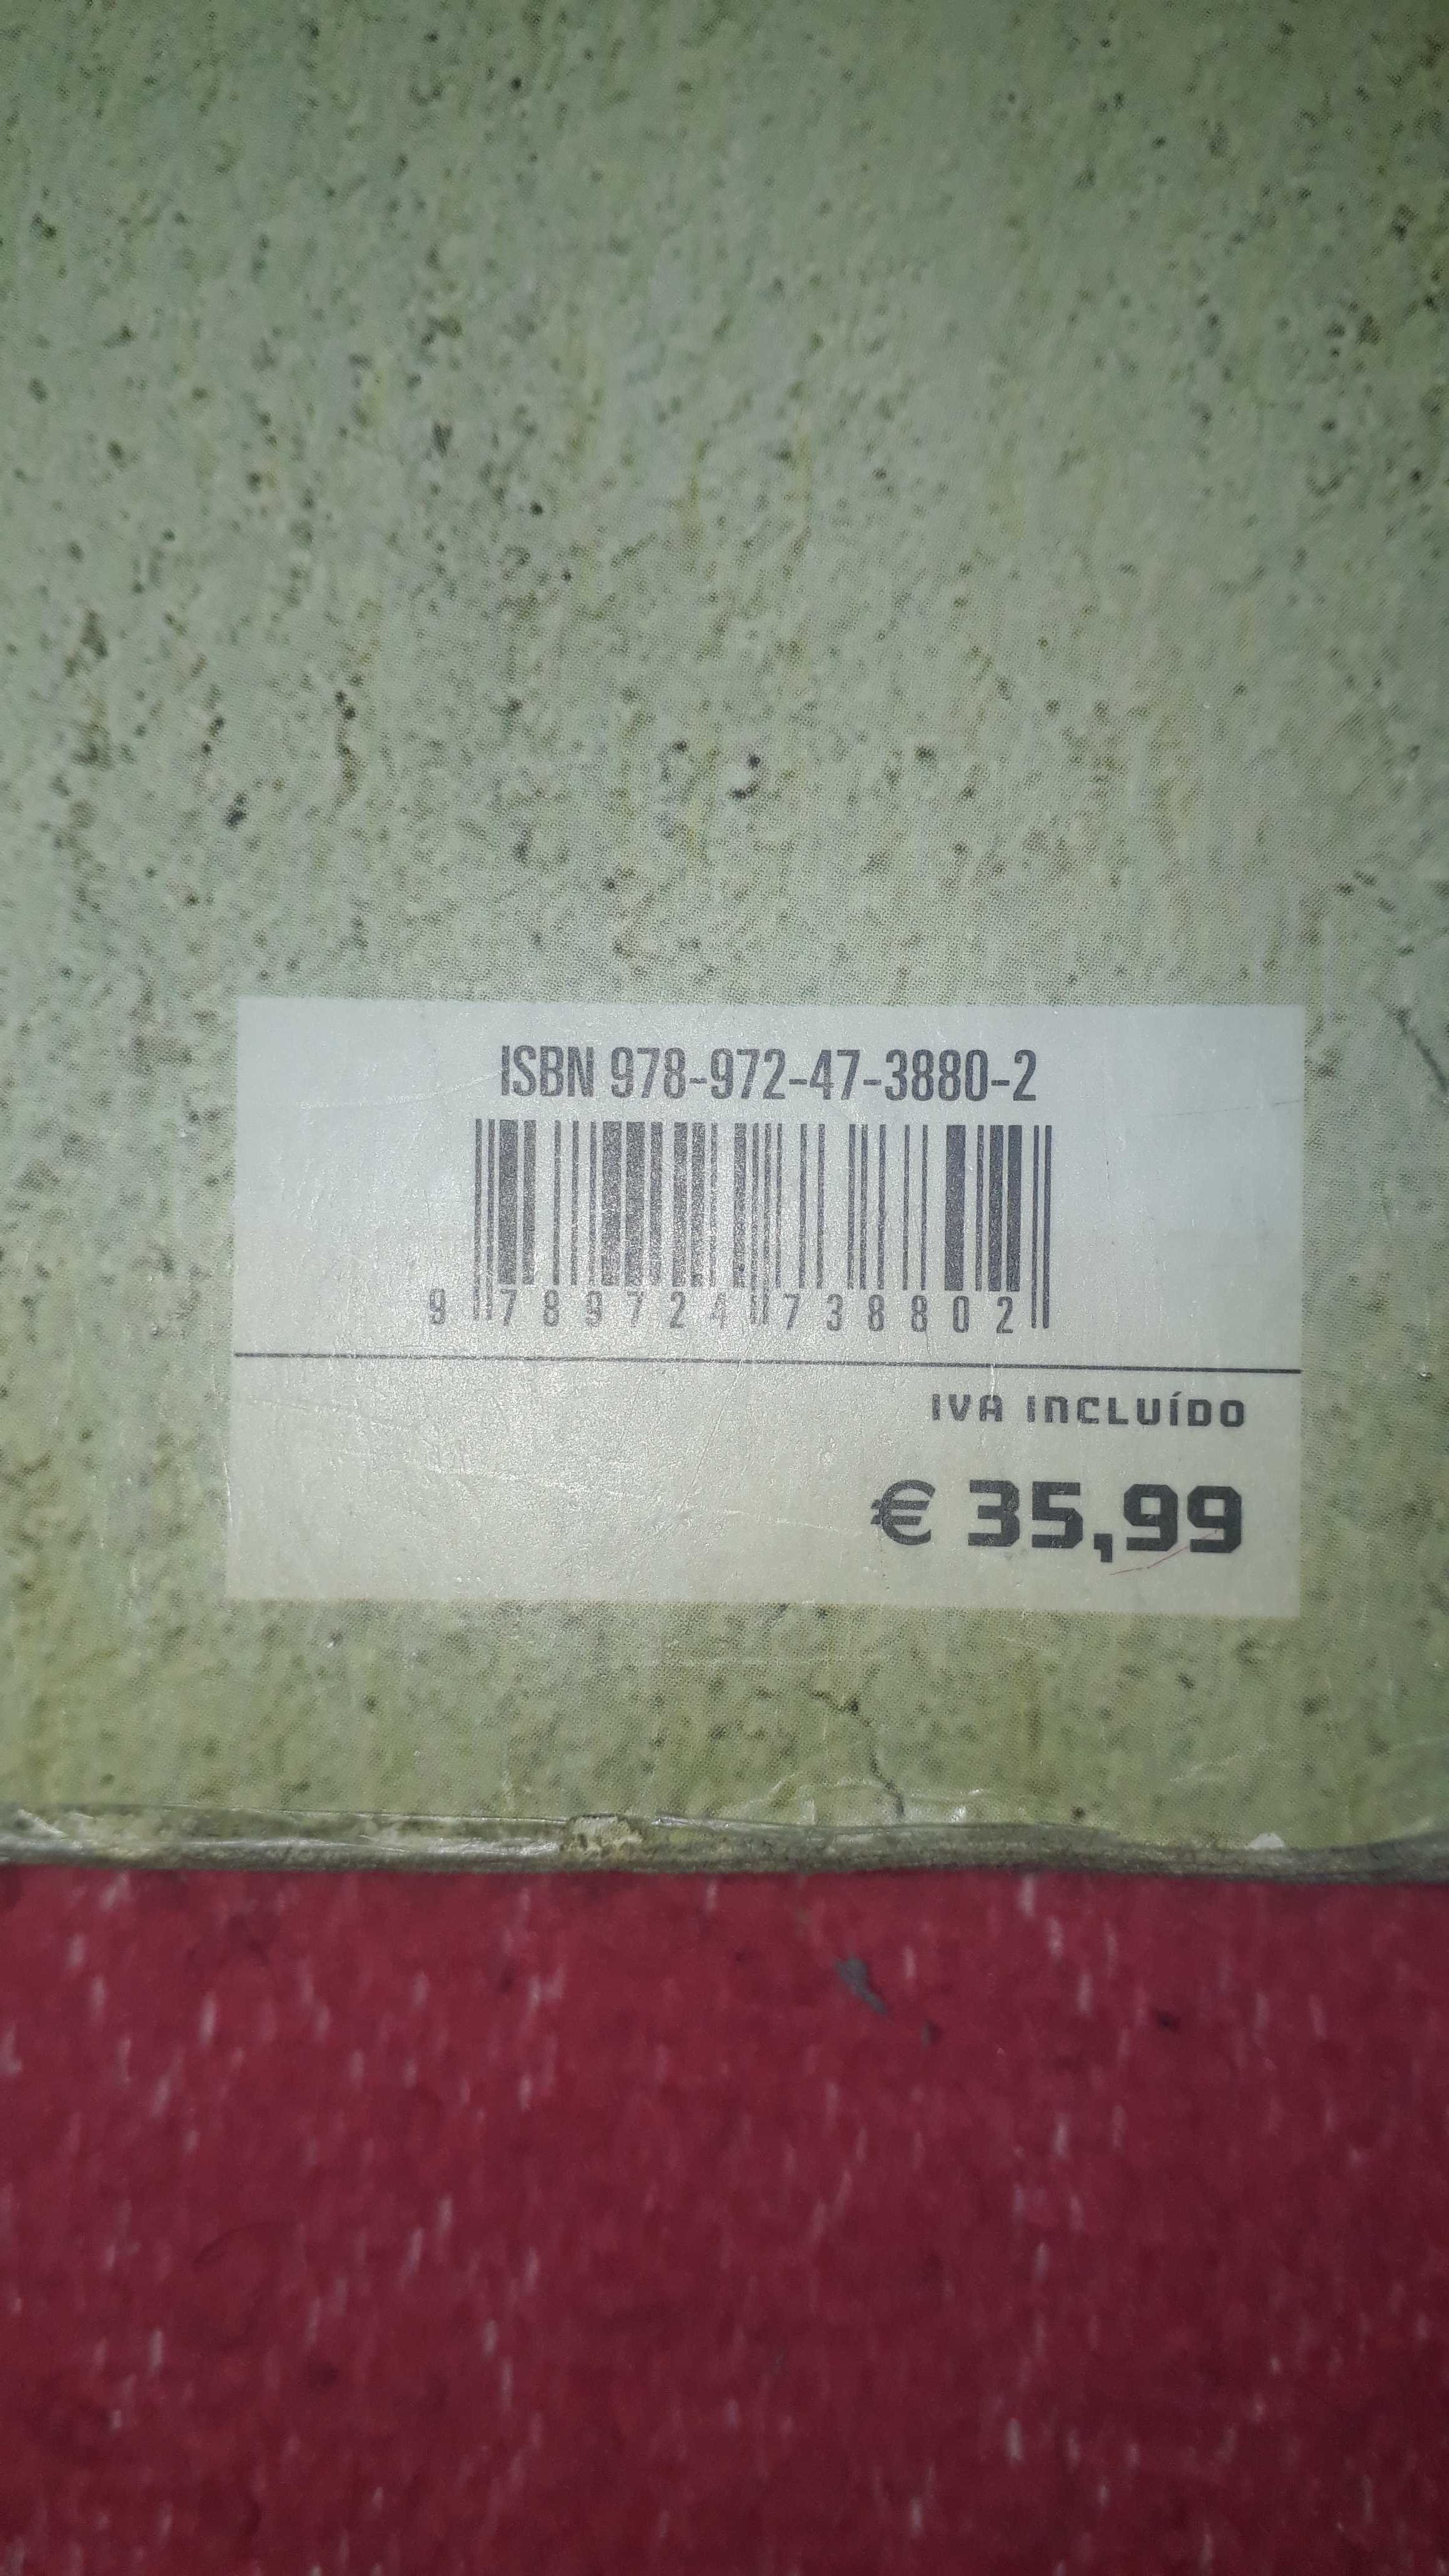 ISBN 978-972-47-3880-2
9 789724 738802
IVA INCLUÍDO
€ 35,99